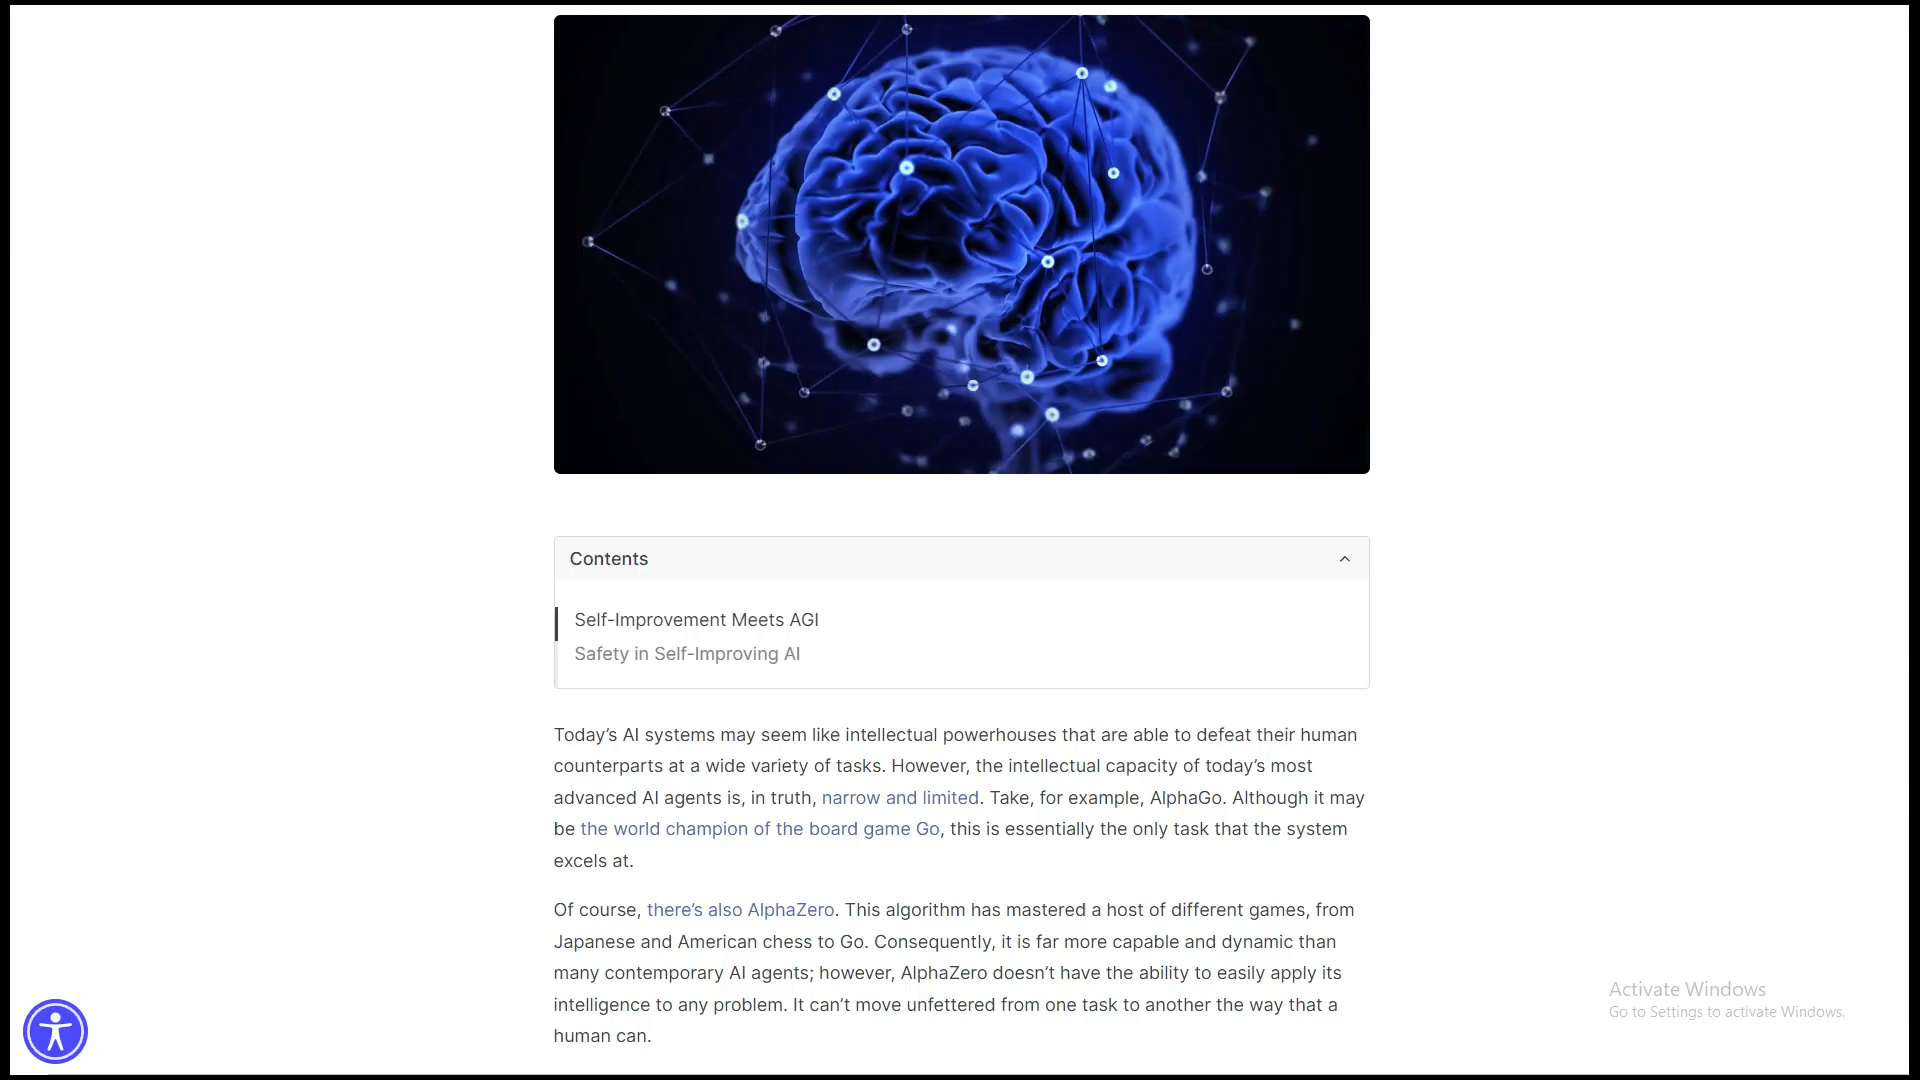 Contents
Self-Improvement Meets AGI
Safety in Self-Improving AI
Today’s AI systems may seem like intellectual powerhouses that are able to defeat their human
counterparts at a wide variety of tasks. However, the intellectual capacity of today’s most
advanced AI agents is, in truth, narrow and limited. Take, for example, AlphaGo. Although it may
be the world champion of the board game Go, this is essentially the only task that the system
excels at.
Of course, there’s also AlphaZero. This algorithm has mastered a host of different games, from
Japanese and American chess to Go. Consequently, it is far more capable and dynamic than
many contemporary AI agents; however, AlphaZero doesn’t have the ability to easily apply its
intelligence to any problem. It can’t move unfettered from one task to another the way that a
human can.
Activate Windows
Go to Settings to activate Windows.